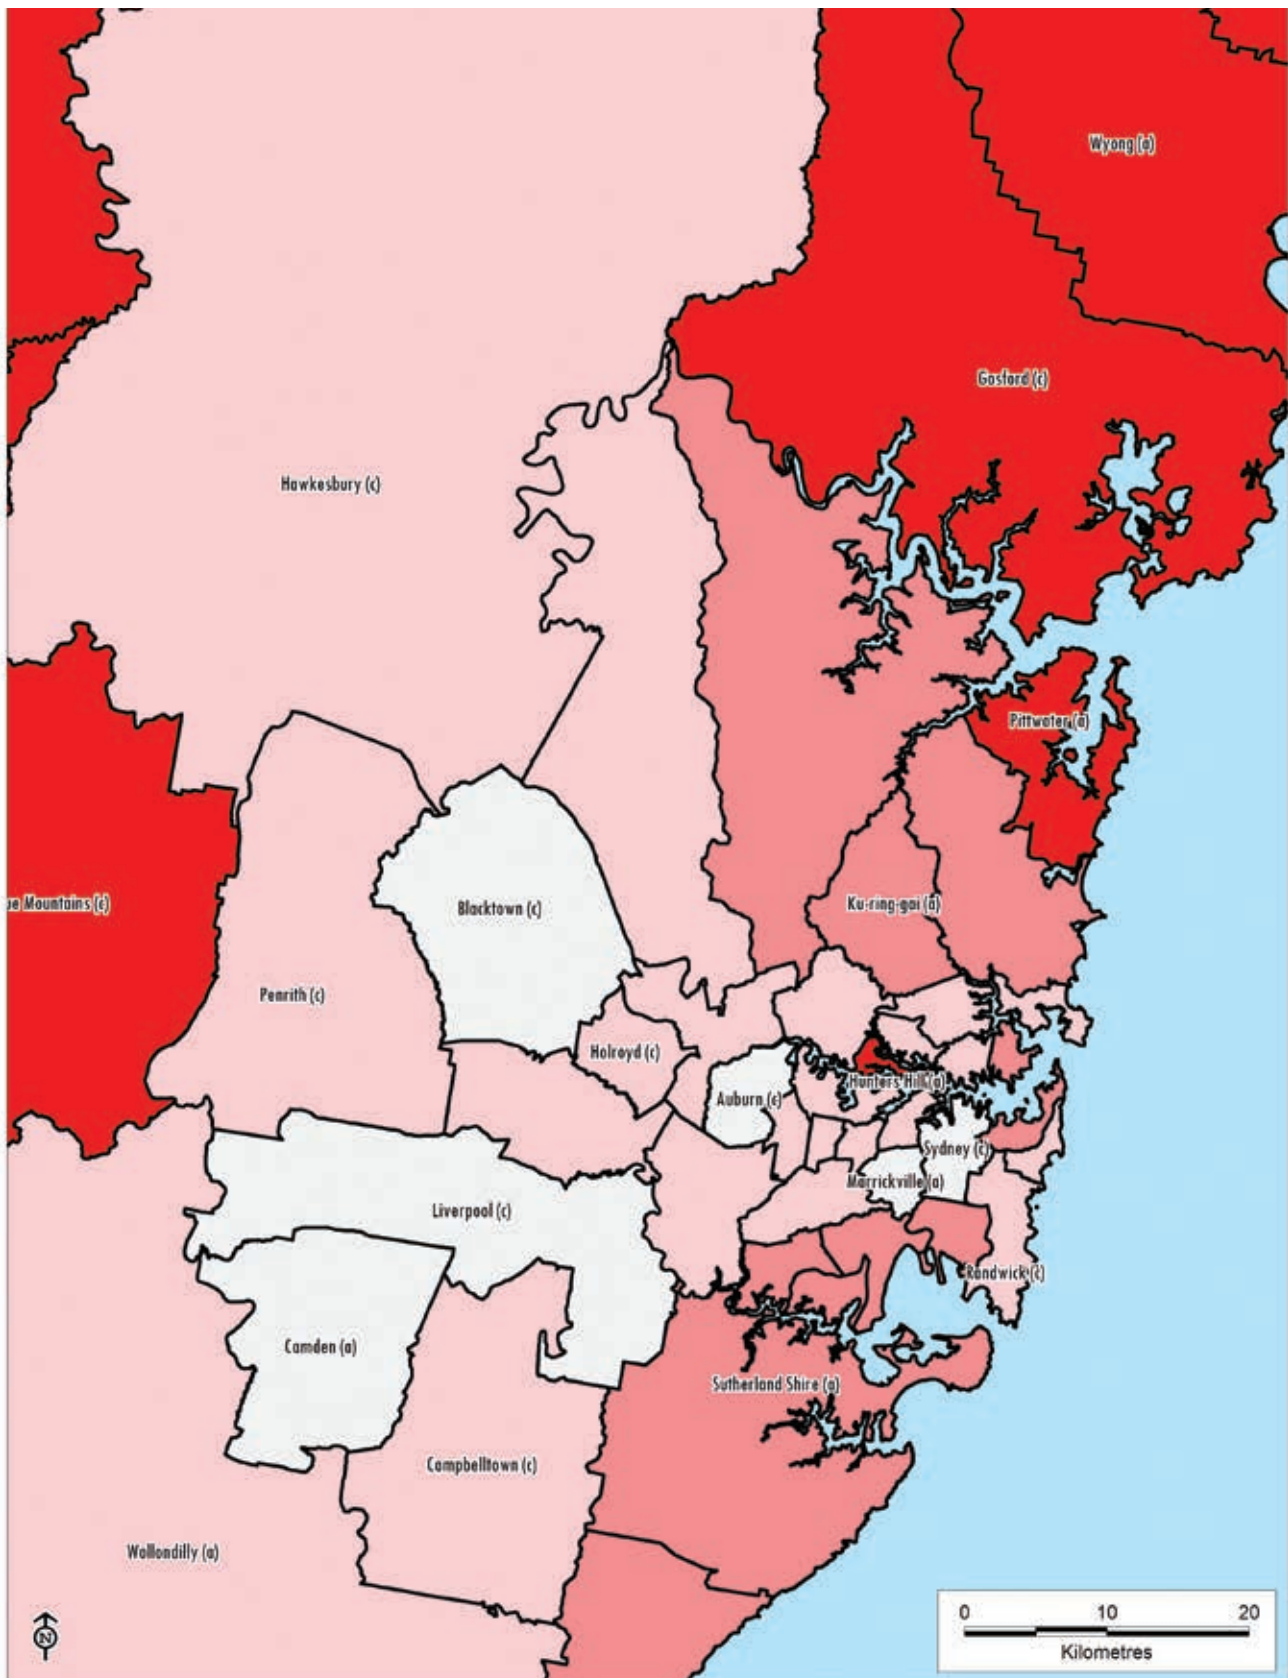 Wyong (a)
Gosford (c)
Hawkesbury (c)
Pittwater (a)
ue Mountains (c)
Blacktown (c)
Ku-ring-gai (a)
Penrith (c)
Holroyd (c)
Hunters Hill (a)
Auburn (c)
Sydney (c)
Marrickville (a)
Liverpool (c)
Randwick (c)
Camden (a)
Sutherland Shire (a)
Campbelltown (c)
Wollondilly (a)
N
0 10 20
Kilometres